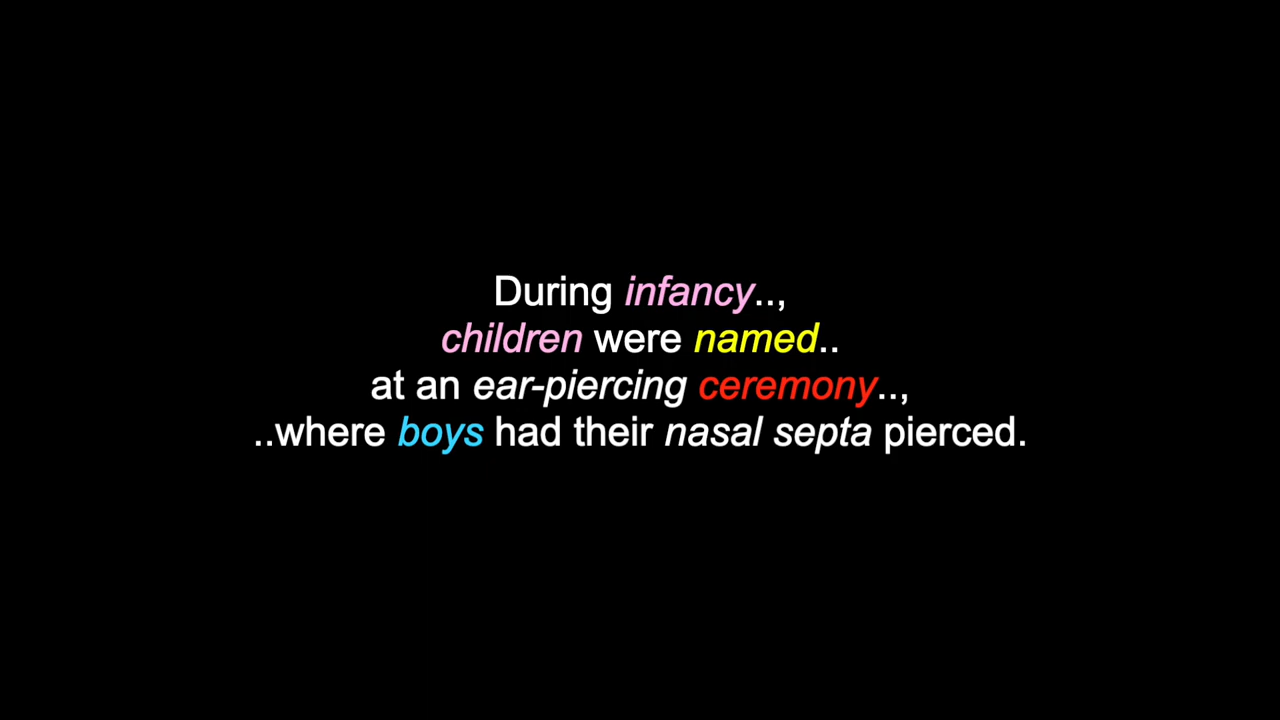 During infancy..,
children were named..
at an ear-piercing ceremony..,
..where boys had their nasal septa pierced.